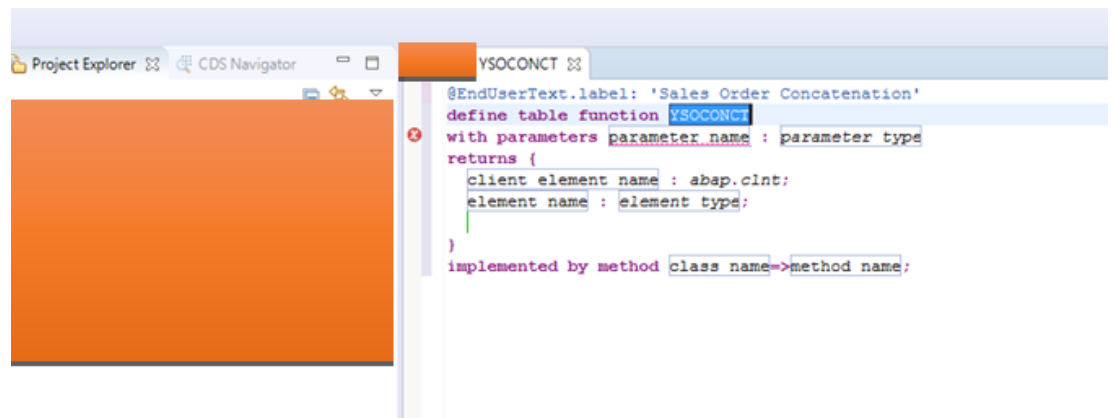 Project Explorer CDS Navigator
YSOCONCT
@EndUserText.label: 'Sales Order Concatenation'
define table function YSOCONCT
with parameters parameter name : parameter type
returns {
client element name : abap.clnt;
element name : element type;
}
implemented by method class name=>method name;